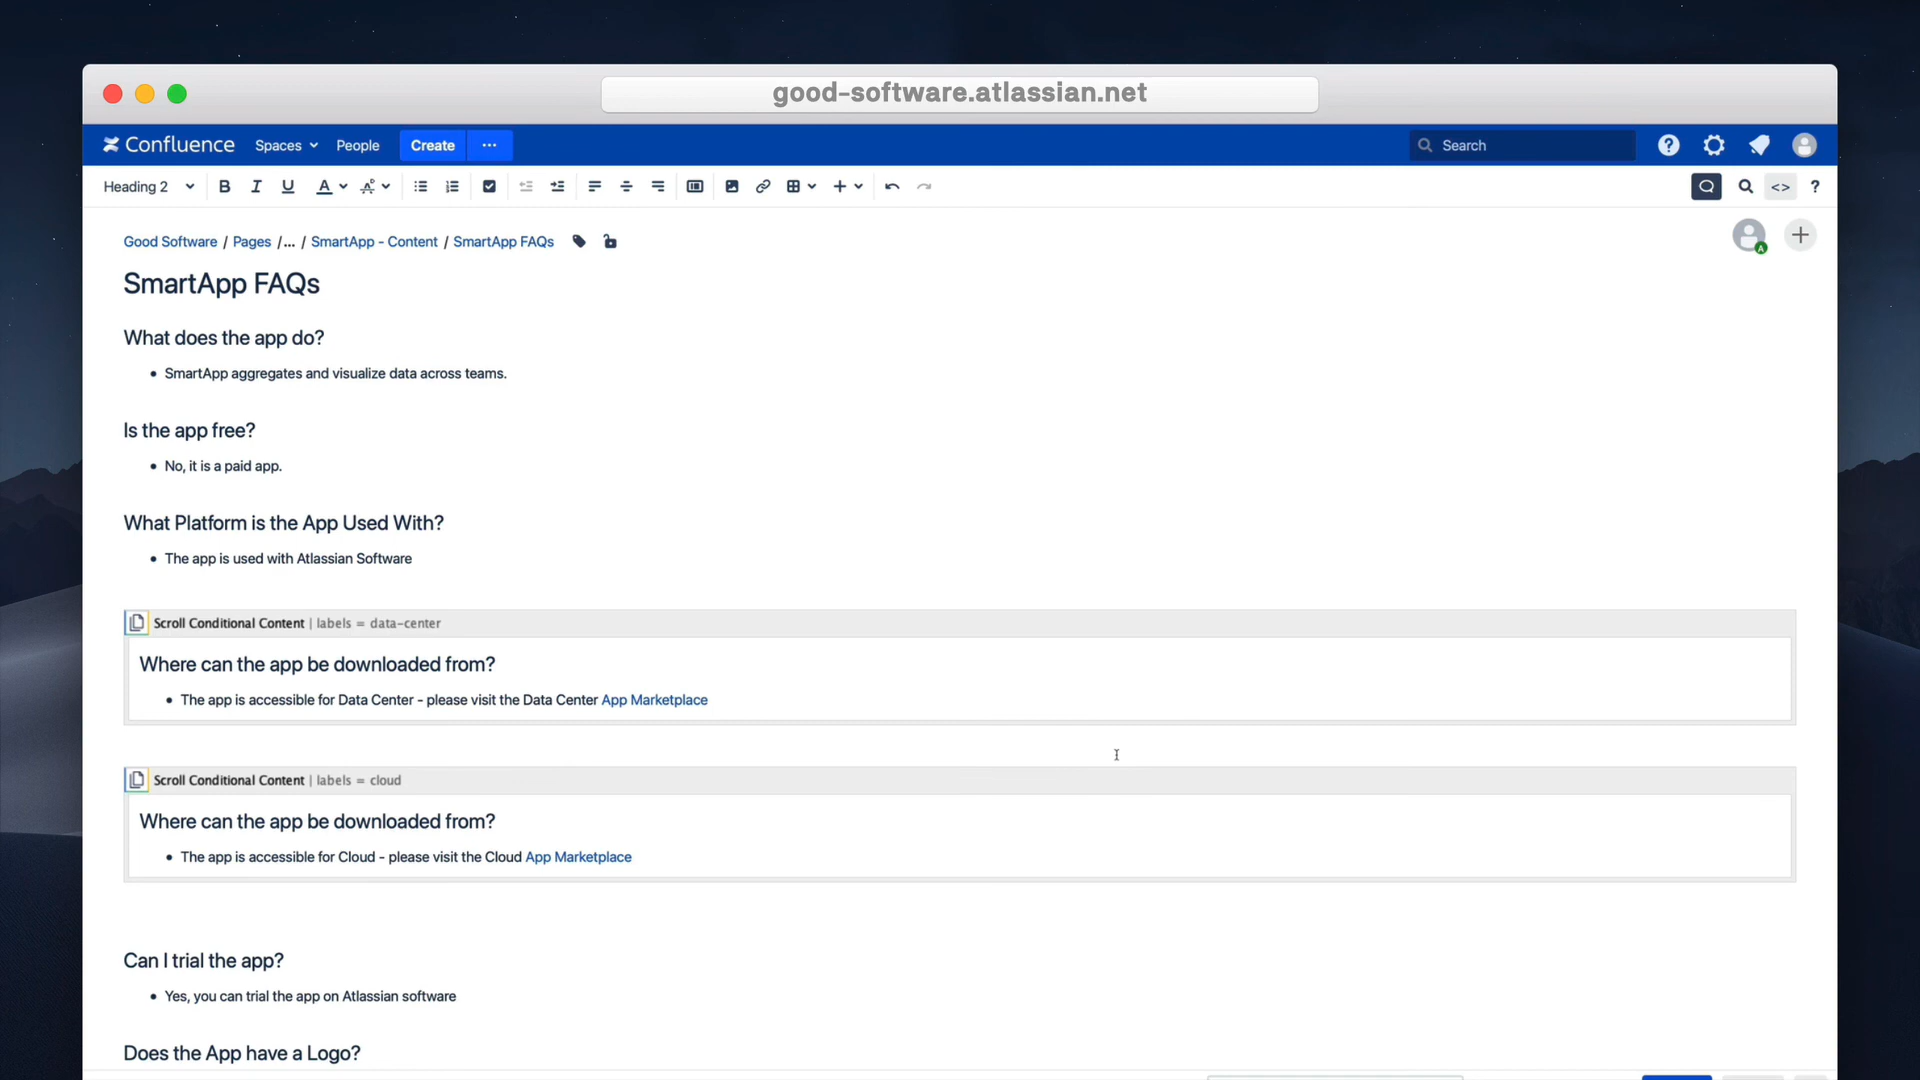 good-software.atlassian.net
Confluence Spaces People Create ··· Search
Heading 2 B I U A
Good Software / Pages /... / SmartApp - Content / SmartApp FAQs
SmartApp FAQs
What does the app do?
• SmartApp aggregates and visualize data across teams.
Is the app free?
• No, it is a paid app.
What Platform is the App Used With?
• The app is used with Atlassian Software
Scroll Conditional Content | labels = data-center
Where can the app be downloaded from?
• The app is accessible for Data Center - please visit the Data Center App Marketplace
Scroll Conditional Content | labels = cloud
Where can the app be downloaded from?
• The app is accessible for Cloud - please visit the Cloud App Marketplace
Can I trial the app?
• Yes, you can trial the app on Atlassian software
Does the App have a Logo?